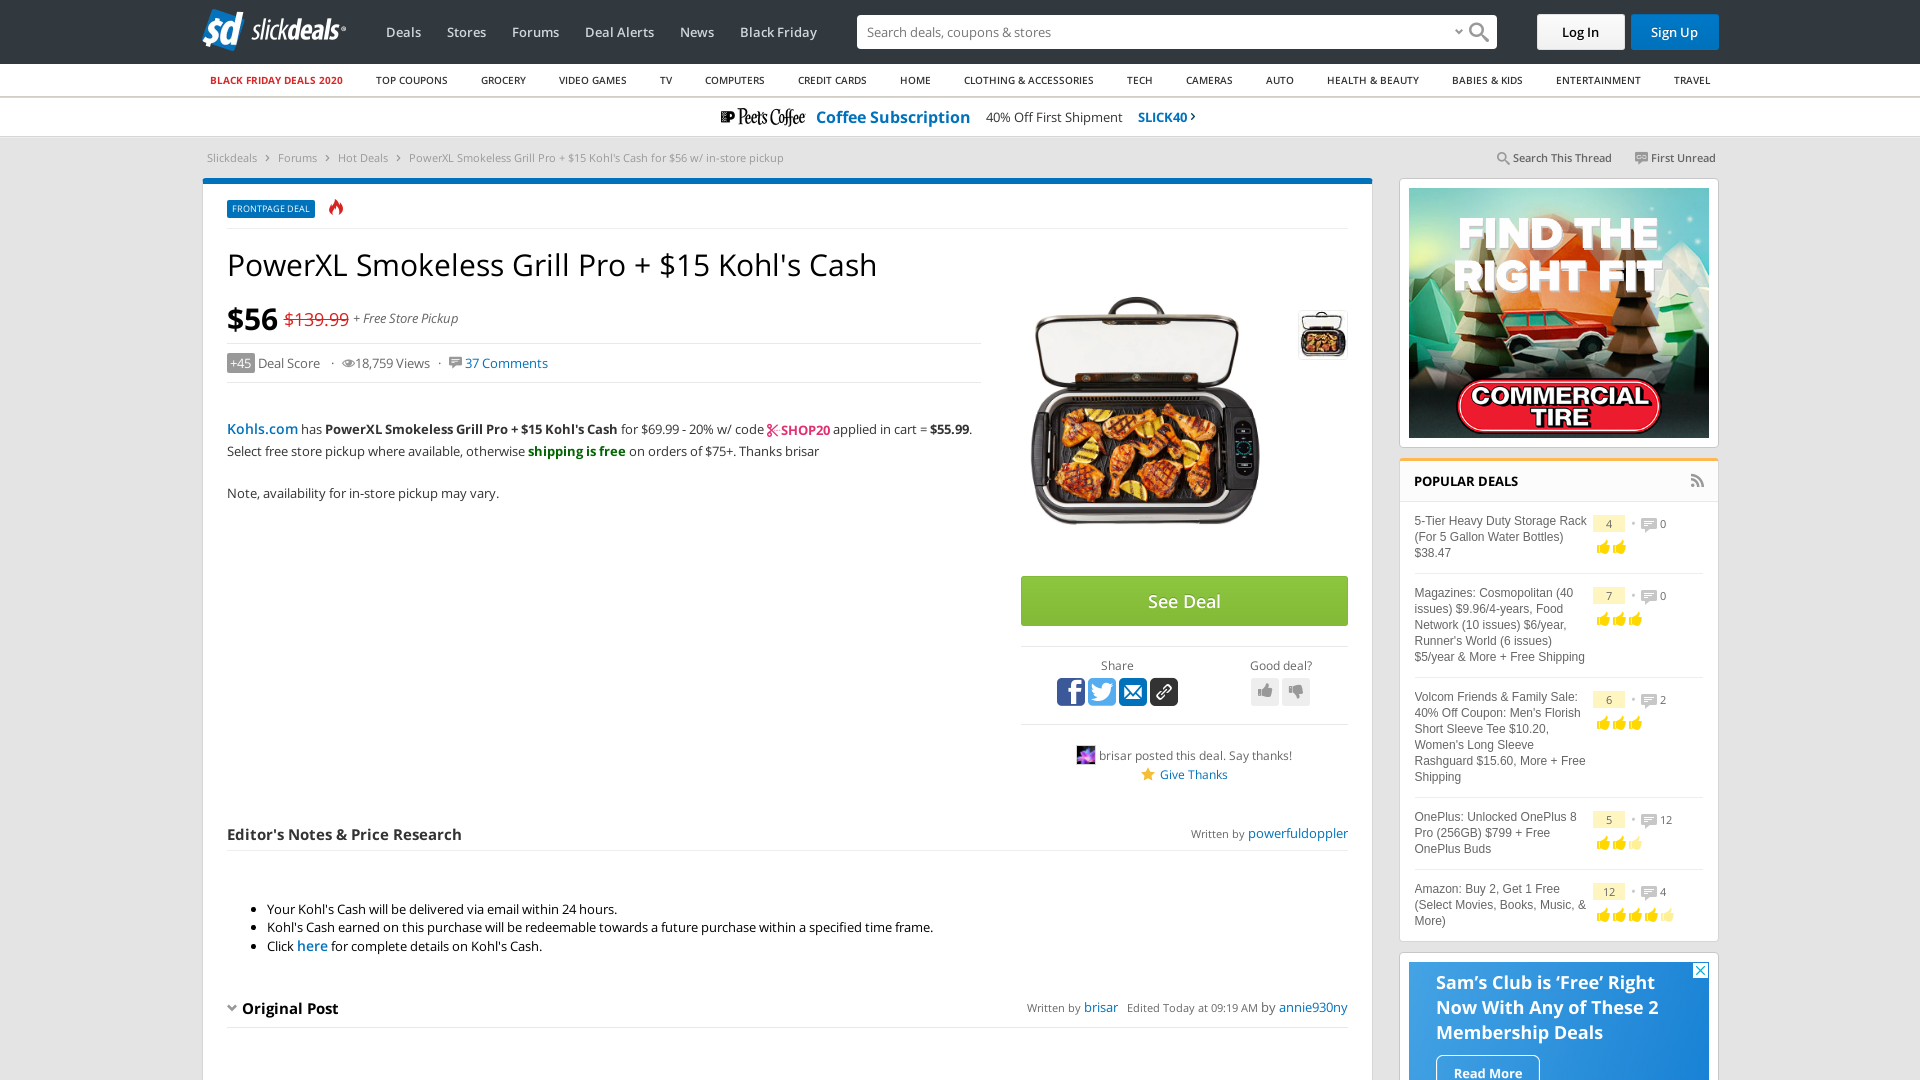 slickdeals
Deals
Stores
Forums
Deal Alerts
News
Black Friday
Search deals, coupons & stores
Log In
Sign Up
BLACK FRIDAY DEALS 2020
TOP COUPONS
GROCERY
VIDEO GAMES
TV
COMPUTERS
CREDIT CARDS
HOME
CLOTHING & ACCESSORIES
TECH
CAMERAS
AUTO
HEALTH & BEAUTY
BABIES & KIDS
ENTERTAINMENT
TRAVEL
Peet's Coffee Coffee Subscription 40% Off First Shipment SLICK40
Slickdeals > Forums > Hot Deals > PowerXL Smokeless Grill Pro + $15 Kohl's Cash for $56 w/ in-store pickup
Search This Thread
First Unread
FRONTPAGE DEAL
PowerXL Smokeless Grill Pro + $15 Kohl's Cash
$56 $139.99 + Free Store Pickup
+45 Deal Score · 18,759 Views · 37 Comments
Kohls.com has PowerXL Smokeless Grill Pro + $15 Kohl's Cash for $69.99 - 20% w/ code SHOP20 applied in cart = $55.99.
Select free store pickup where available, otherwise shipping is free on orders of $75+. Thanks brisar
Note, availability for in-store pickup may vary.
See Deal
Share
Good deal?
brisar posted this deal. Say thanks!
Give Thanks
Editor's Notes & Price Research
Written by powerfuldoppler
• Your Kohl's Cash will be delivered via email within 24 hours.
• Kohl's Cash earned on this purchase will be redeemable towards a future purchase within a specified time frame.
• Click here for complete details on Kohl's Cash.
Original Post
Written by brisar Edited Today at 09:19 AM by annie930ny
FIND THE
RIGHT FIT
COMMERCIAL
TIRE
POPULAR DEALS
5-Tier Heavy Duty Storage Rack
(For 5 Gallon Water Bottles)
$38.47
4 • 0
Magazines: Cosmopolitan (40
issues) $9.96/4-years, Food
Network (10 issues) $6/year,
Runner's World (6 issues)
$5/year & More + Free Shipping
7 • 0
Volcom Friends & Family Sale:
40% Off Coupon: Men's Florish
Short Sleeve Tee $10.20,
Women's Long Sleeve
Rashguard $15.60, More + Free
Shipping
6 • 2
OnePlus: Unlocked OnePlus 8
Pro (256GB) $799 + Free
OnePlus Buds
5 • 12
Amazon: Buy 2, Get 1 Free
(Select Movies, Books, Music, &
More)
12 • 4
Sam's Club is ‘Free’ Right
Now With Any of These 2
Membership Deals
Read More